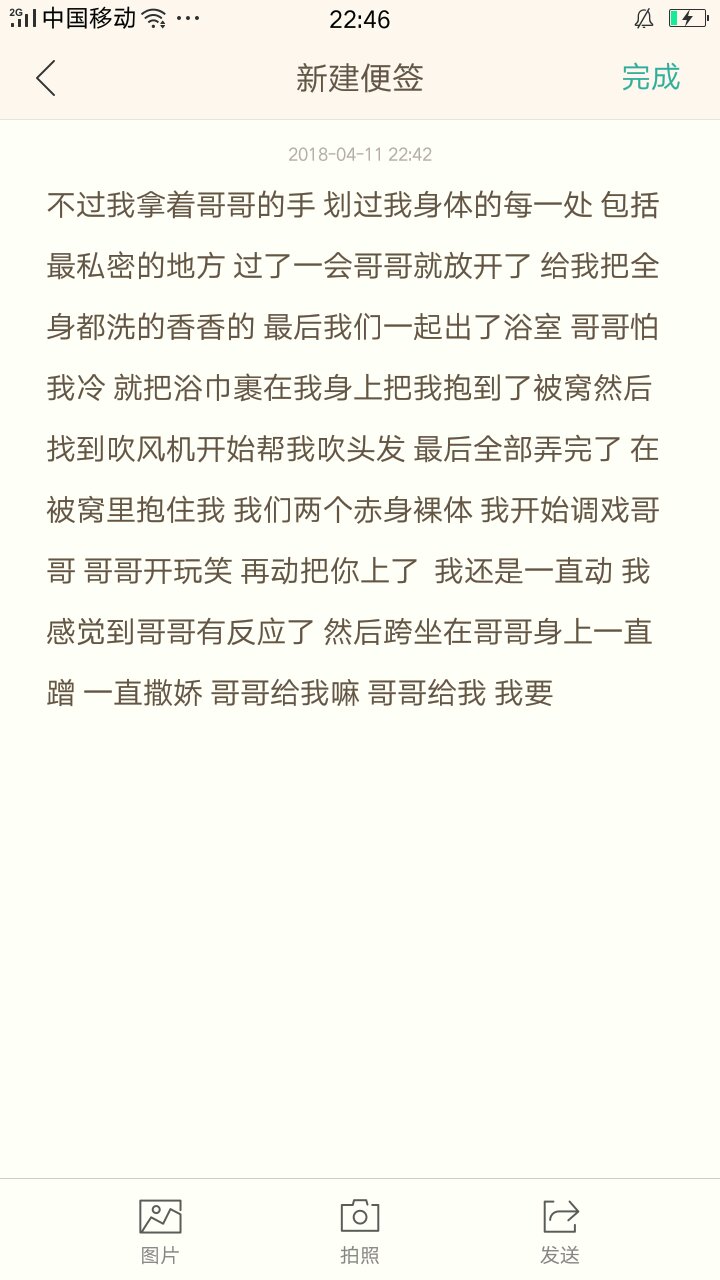 2G 中国移动 22:46
新建便签 完成
2018-04-11 22:42
不过我拿着哥哥的手 划过我身体的每一处 包括
最私密的地方 过了一会哥哥就放开了 给我把全
身都洗的香香的 最后我们一起出了浴室 哥哥怕
我冷 就把浴巾裹在我身上把我抱到了被窝然后
找到吹风机开始帮我吹头发 最后全部弄完了 在
被窝里抱住我 我们两个赤身裸体 我开始调戏哥
哥 哥哥开玩笑 再动把你上了  我还是一直动 我
感觉到哥哥有反应了 然后跨坐在哥哥身上一直
蹭 一直撒娇 哥哥给我嘛 哥哥给我 我要
图片 拍照 发送